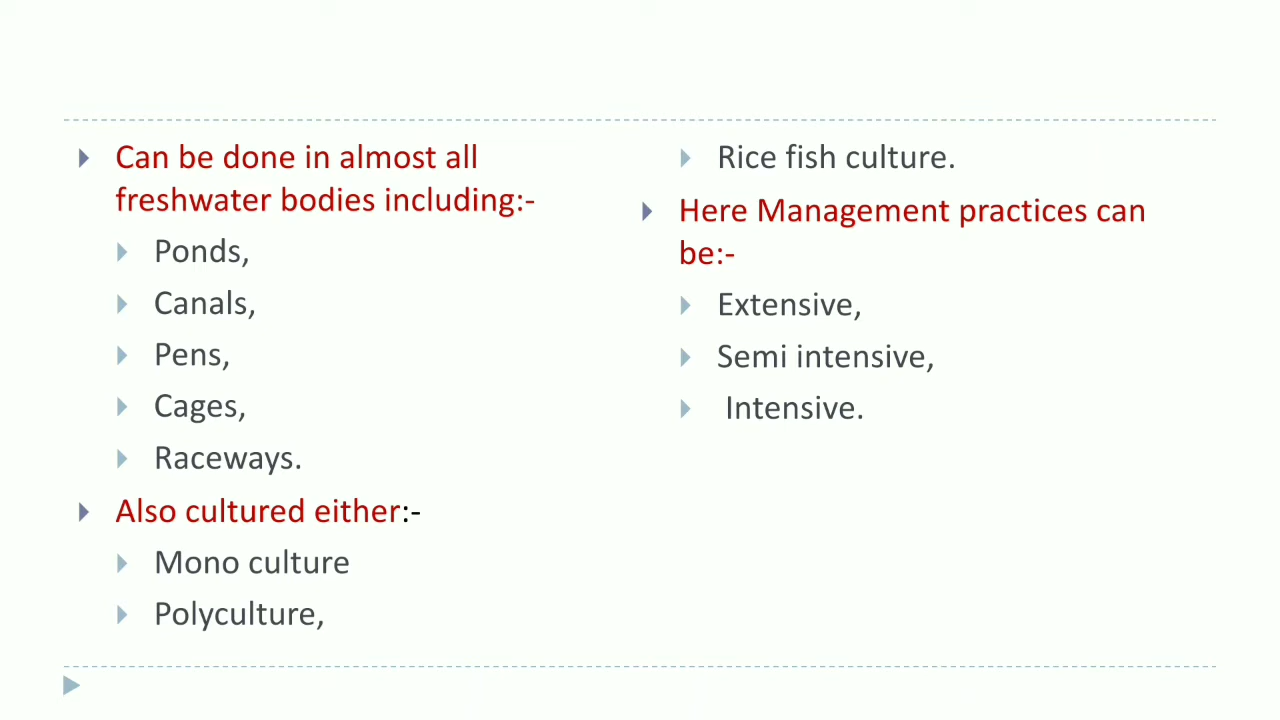 Can be done in almost all
freshwater bodies including:-
Ponds,
Canals,
Pens,
Cages,
Raceways.
Also cultured either:-
Mono culture
Polyculture,
Rice fish culture.
Here Management practices can
be:-
Extensive,
Semi intensive,
Intensive.